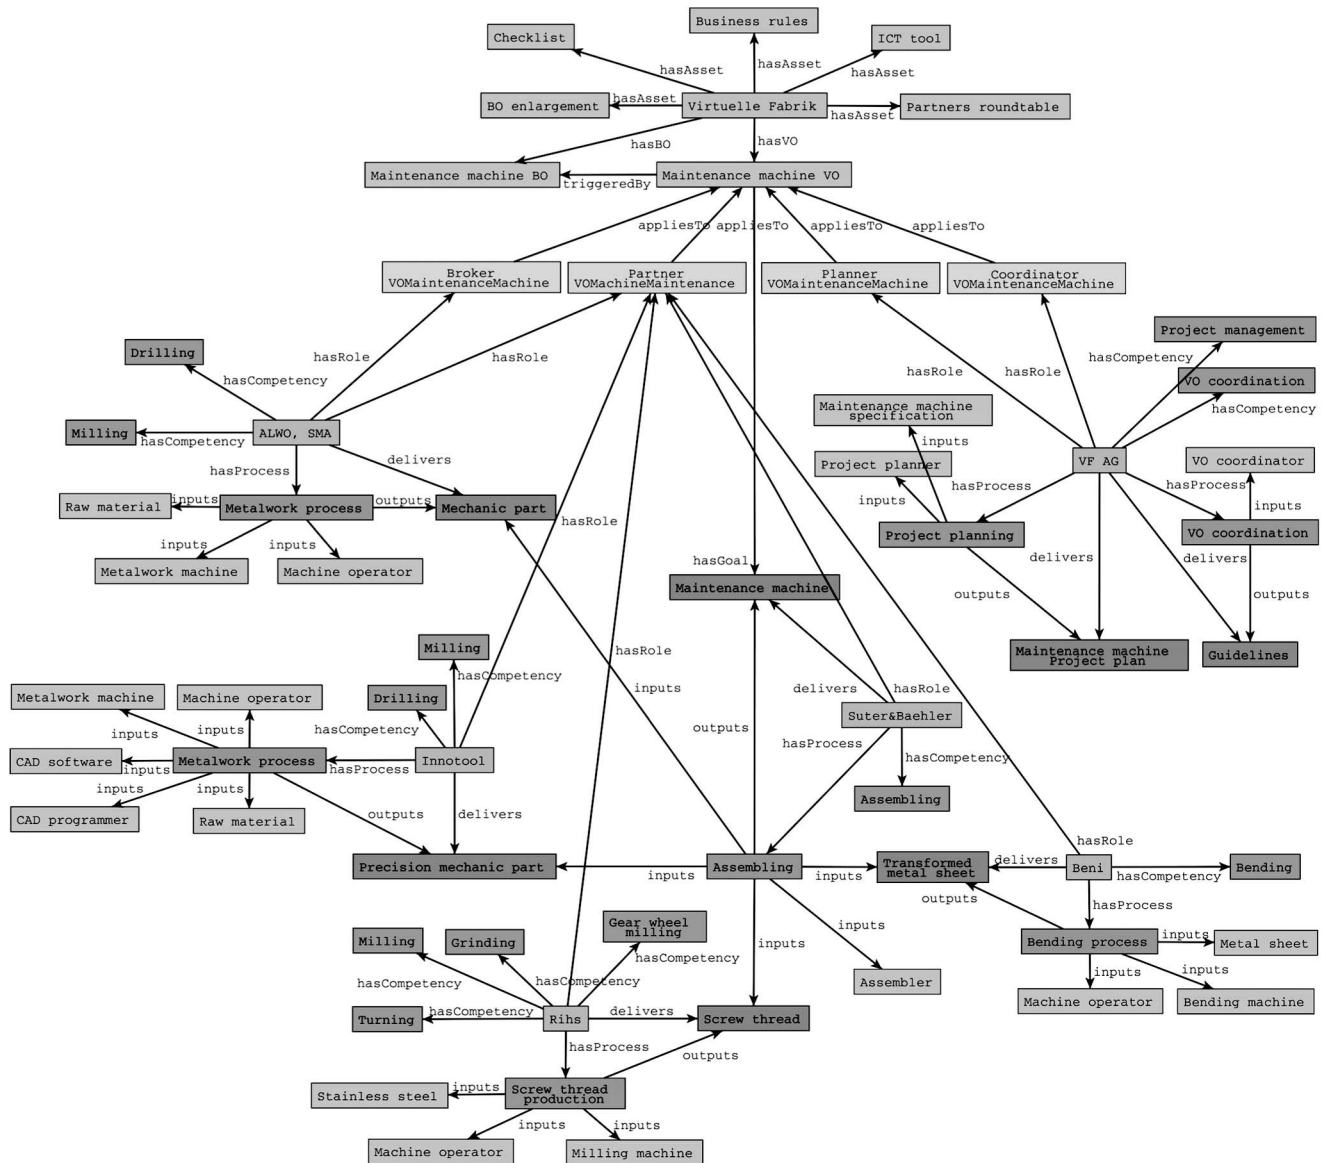 Business rules
Checklist
ICT tool
hasAsset
hasAsset
hasAsset
BO enlargement
hasAsset
Virtuelle Fabrik
hasAsset
Partners roundtable
hasBO
hasVO
Maintenance machine BO
triggeredBy
Maintenance machine VO
appliesTo
appliesTo
appliesTo
appliesTo
Broker
VOMaintenanceMachine
Partner
VOMachineMaintenance
Planner
VOMaintenanceMachine
Coordinator
VOMaintenanceMachine
Project management
Drilling
hasRole
hasRole
hasCompetency
hasCompetency
hasRole
hasRole
VO coordination
hasCompetency
Maintenance machine
specification
Milling
hasCompetency
ALWO, SMA
inputs
delivers
hasProcess
Project planner
VF AG
VO coordinator
hasProcess
hasProcess
inputs
inputs
Raw material
inputs
Metalwork process
outputs
Mechanic part
Project planning
VO coordination
inputs
inputs
hasRole
Metalwork machine
Machine operator
hasGoal
delivers
delivers
Maintenance machine
outputs
outputs
Milling
hasRole
Maintenance machine
Project plan
Guidelines
hasCompetency
Metalwork machine
Machine operator
Drilling
inputs
delivers
hasRole
Suter&Baehler
inputs
inputs
hasCompetency
outputs
hasProcess
CAD software
inputs
Metalwork process
hasProcess
Innotool
hasCompetency
inputs
inputs
Assembling
CAD programmer
Raw material
outputs
delivers
hasRole
Precision mechanic part
inputs
Assembling
inputs
Transformed
metal sheet
delivers
Beni
hasCompetency
Bending
outputs
hasProcess
Milling
Grinding
Gear wheel
milling
inputs
inputs
Bending process
inputs
Metal sheet
hasCompetency
hasCompetency
hasCompetency
Assembler
inputs
inputs
Machine operator
Bending machine
Turning
hasCompetency
Rihs
delivers
Screw thread
hasProcess
outputs
Stainless steel
inputs
Screw thread
production
inputs
inputs
Machine operator
Milling machine